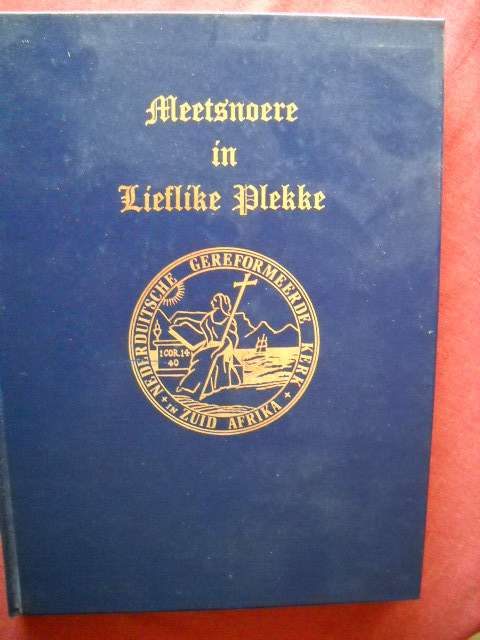 Meetsnoere
in
Lieflike Plekke
NEDERDUITSCHE GEREFORMEERDE KERK
IN ZUID AFRIKA
1 COR. 14
40